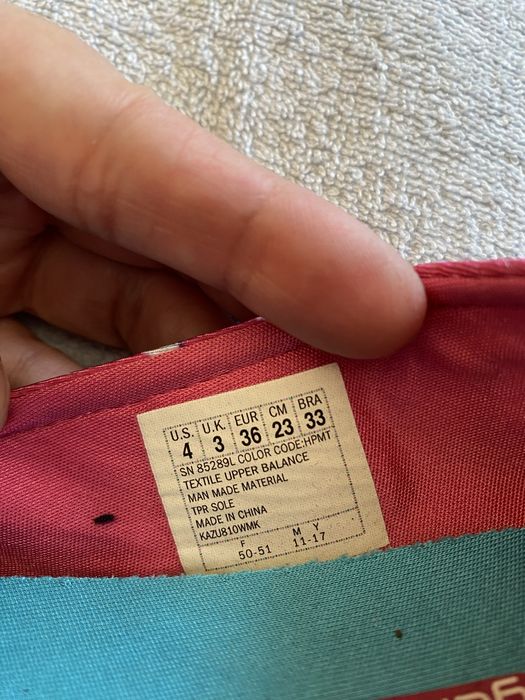 U.S. U.K. EUR CM BRA
4 3 36 23 33
SN 85289L COLOR CODE:HPMT
TEXTILE UPPER BALANCE
MAN MADE MATERIAL
TPR SOLE
MADE IN CHINA
KAZU810WMK
F M Y
50-51 11-17